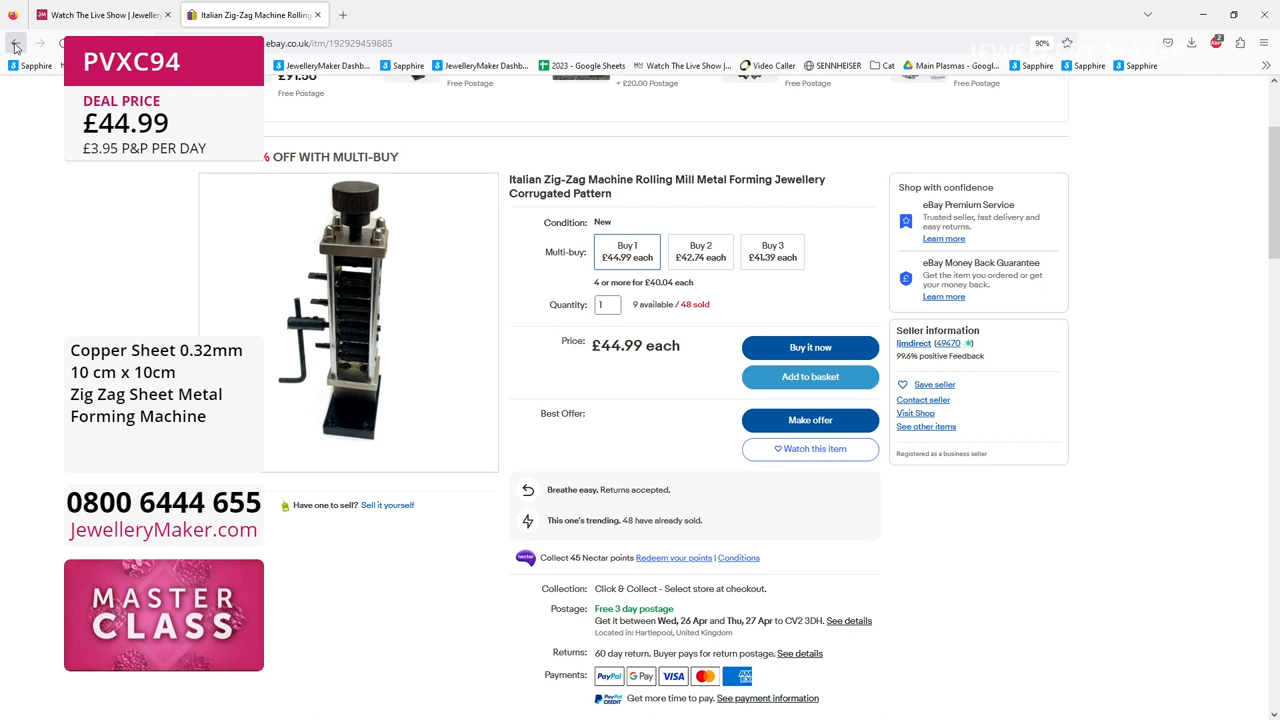 Watch The Live Show | Jeweller
Italian Zig-Zag Machine Rolling
.ebay.co.uk/itm/192929459885
90%
2
Sapphire
JewelleryMaker Dashb...
Sapphire
JewelleryMaker Dashb...
2023 - Google Sheets
Watch The Live Show |...
Video Caller
SENNHEISER
Cat
Main Plasmas - Googl...
Sapphire
Sapphire
Sapphire
PVXC94
DEAL PRICE
£44.99
£3.95 P&P PER DAY
£91.50
Free Postage
Free Postage
+ £20.00 Postage
Free Postage
Free Postage
% OFF WITH MULTI-BUY
Italian Zig-Zag Machine Rolling Mill Metal Forming Jewellery
Corrugated Pattern
Condition: New
Multi-buy:
Buy 1
£44.99 each
Buy 2
£42.74 each
Buy 3
£41.39 each
4 or more for £40.04 each
Quantity: 1 9 available / 48 sold
Price: £44.99 each
Buy it now
Add to basket
Best Offer:
Make offer
Watch this item
Breathe easy. Returns accepted.
This one's trending. 48 have already sold.
nectar Collect 45 Nectar points Redeem your points | Conditions
Collection: Click & Collect - Select store at checkout.
Postage: Free 3 day postage
Get it between Wed, 26 Apr and Thu, 27 Apr to CV2 3DH. See details
Located in: Hartlepool, United Kingdom
Returns: 60 day return. Buyer pays for return postage. See details
Payments: PayPal G Pay VISA AM EX
PayPal CREDIT Get more time to pay. See payment information
Shop with confidence
eBay Premium Service
Trusted seller, fast delivery and
easy returns.
Learn more
eBay Money Back Guarantee
Get the item you ordered or get
your money back.
Learn more
Seller information
ljmdirect (49470)
99.6% positive Feedback
Save seller
Contact seller
Visit Shop
See other items
Registered as a business seller
Have one to sell? Sell it yourself
Copper Sheet 0.32mm
10 cm x 10cm
Zig Zag Sheet Metal
Forming Machine
0800 6444 655
JewelleryMaker.com
MASTER
CLASS